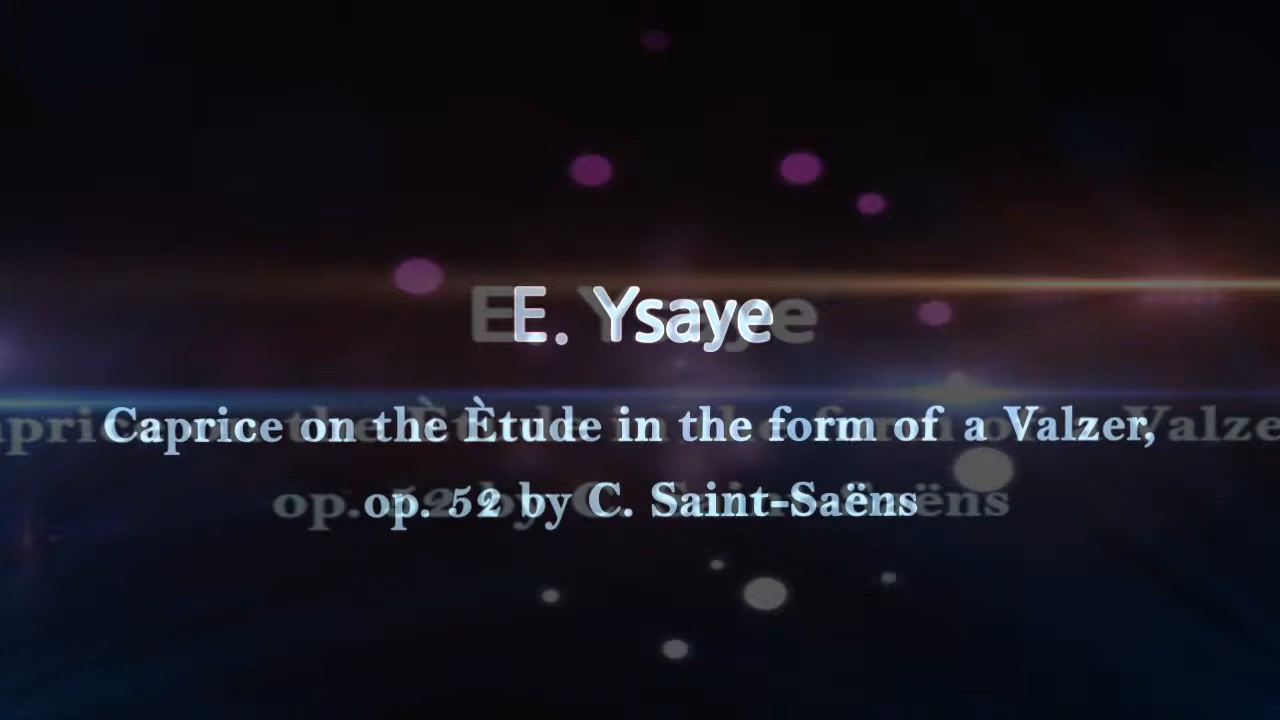 E. Ysaye
Caprice on the Ètude in the form of a Valzer,
op. 52 by C. Saint-Saëns